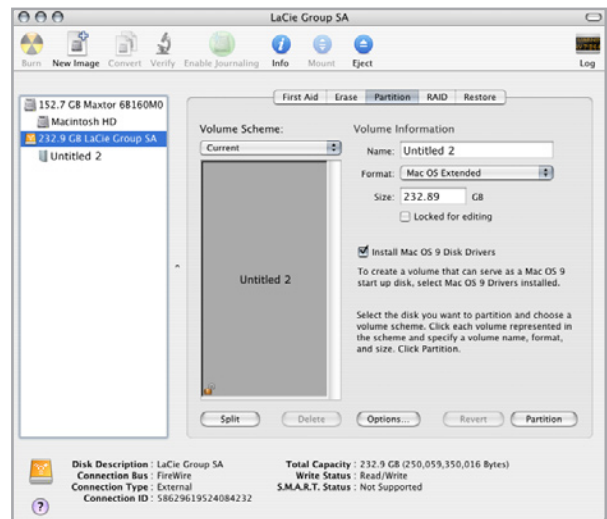 LaCie Group SA
Burn New Image Convert Verify Enable Journaling Info Mount Eject Log
152.7 GB Maxtor 6B160M0
Macintosh HD
232.9 GB LaCie Group SA
Untitled 2
First Aid Erase Partition RAID Restore
Volume Scheme:
Current
Untitled 2
Volume Information
Name: Untitled 2
Format: Mac OS Extended
Size: 232.89 GB
Locked for editing
Install Mac OS 9 Disk Drivers
To create a volume that can serve as a Mac OS 9
start up disk, select Mac OS 9 Drivers installed.
Select the disk you want to partition and choose a
volume scheme. Click each volume represented in
the scheme and specify a volume name, format,
and size. Click Partition.
Split Delete Options... Revert Partition
Disk Description : LaCie Group SA
Connection Bus : FireWire
Connection Type : External
Connection ID : 58629619524084232
Total Capacity : 232.9 GB (250,059,350,016 Bytes)
Write Status : Read/Write
S.M.A.R.T. Status : Not Supported
?